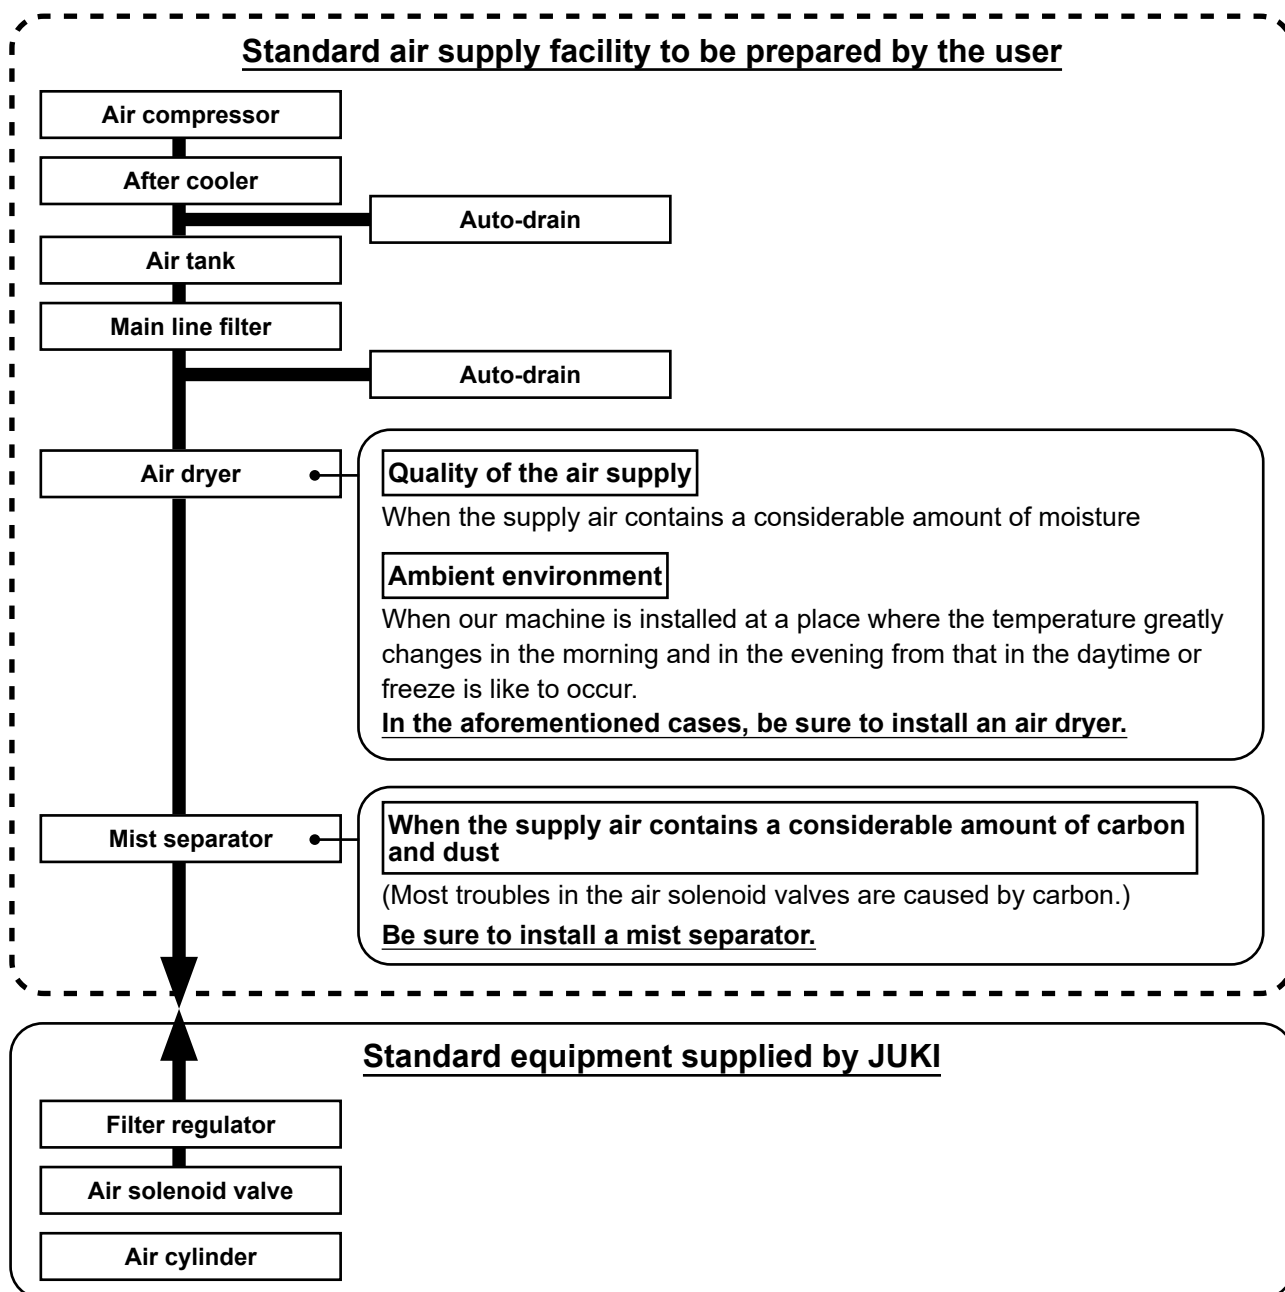 Standard air supply facility to be prepared by the user
Air compressor
After cooler
Auto-drain
Air tank
Main line filter
Auto-drain
Air dryer
Quality of the air supply
When the supply air contains a considerable amount of moisture
Ambient environment
When our machine is installed at a place where the temperature greatly
changes in the morning and in the evening from that in the daytime or
freeze is like to occur.
In the aforementioned cases, be sure to install an air dryer.
Mist separator
When the supply air contains a considerable amount of carbon
and dust
(Most troubles in the air solenoid valves are caused by carbon.)
Be sure to install a mist separator.
Standard equipment supplied by JUKI
Filter regulator
Air solenoid valve
Air cylinder